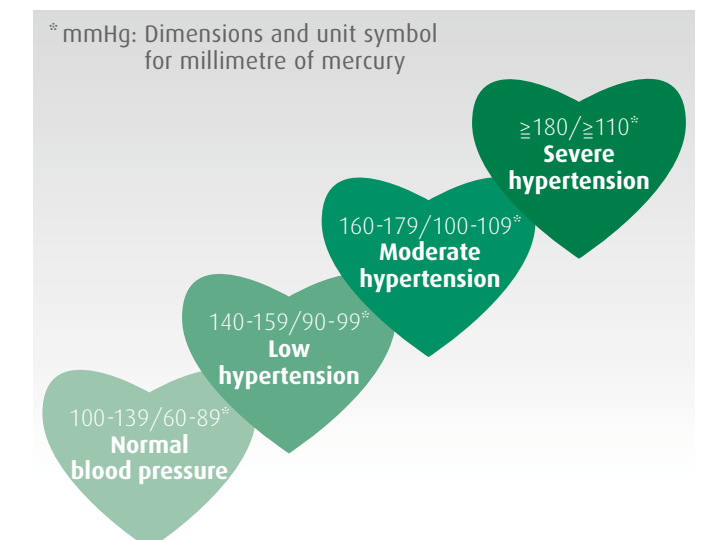 * mmHg: Dimensions and unit symbol
for millimetre of mercury
≧180/≧110*
Severe
hypertension
160-179/100-109*
Moderate
hypertension
140-159/90-99*
Low
hypertension
100-139/60-89*
Normal
blood pressure